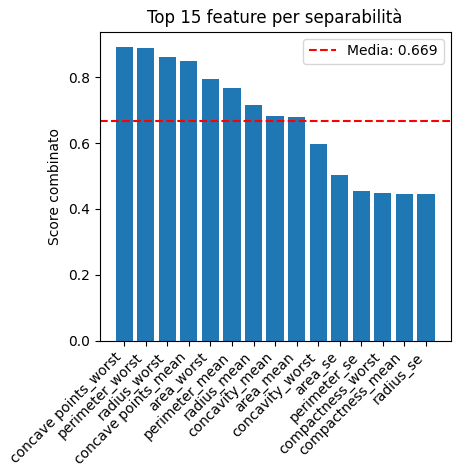 Top 15 feature per separabilità
Media: 0.669
Score combinato
0.8
0.6
0.4
0.2
0.0
concave points_worst
perimeter_worst
radius_worst
concave points_mean
area_worst
perimeter_mean
radius_mean
concavity_mean
area_mean
concavity_worst
area_se
perimeter_se
compactness_worst
compactness_mean
radius_se